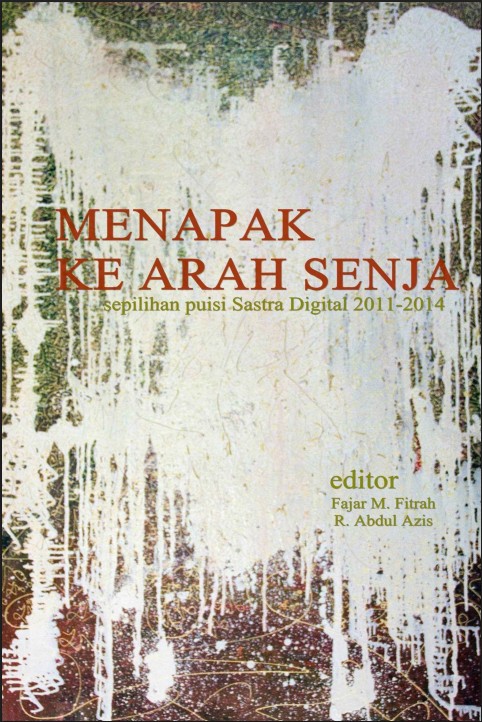 MENAPAK
KE ARAH SENJA
sepilihan puisi Sastra Digital 2011-2014
editor
Fajar M. Fitrah
R. Abdul Azis